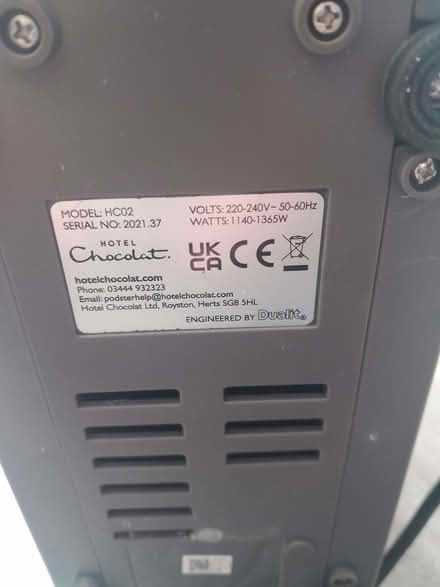 MODEL: HC02
SERIAL NO: 2021.37
VOLTS: 220-240V~ 50-60Hz
WATTS: 1140-1365W
HOTEL
Chocolat.
UK
CA
CE
hotelchocolat.com
Phone: 03444 932323
Email: podsterhelp@hotelchocolat.com
Hotel Chocolat Ltd, Royston, Herts SG8 5HL
ENGINEERED BY Dualit®